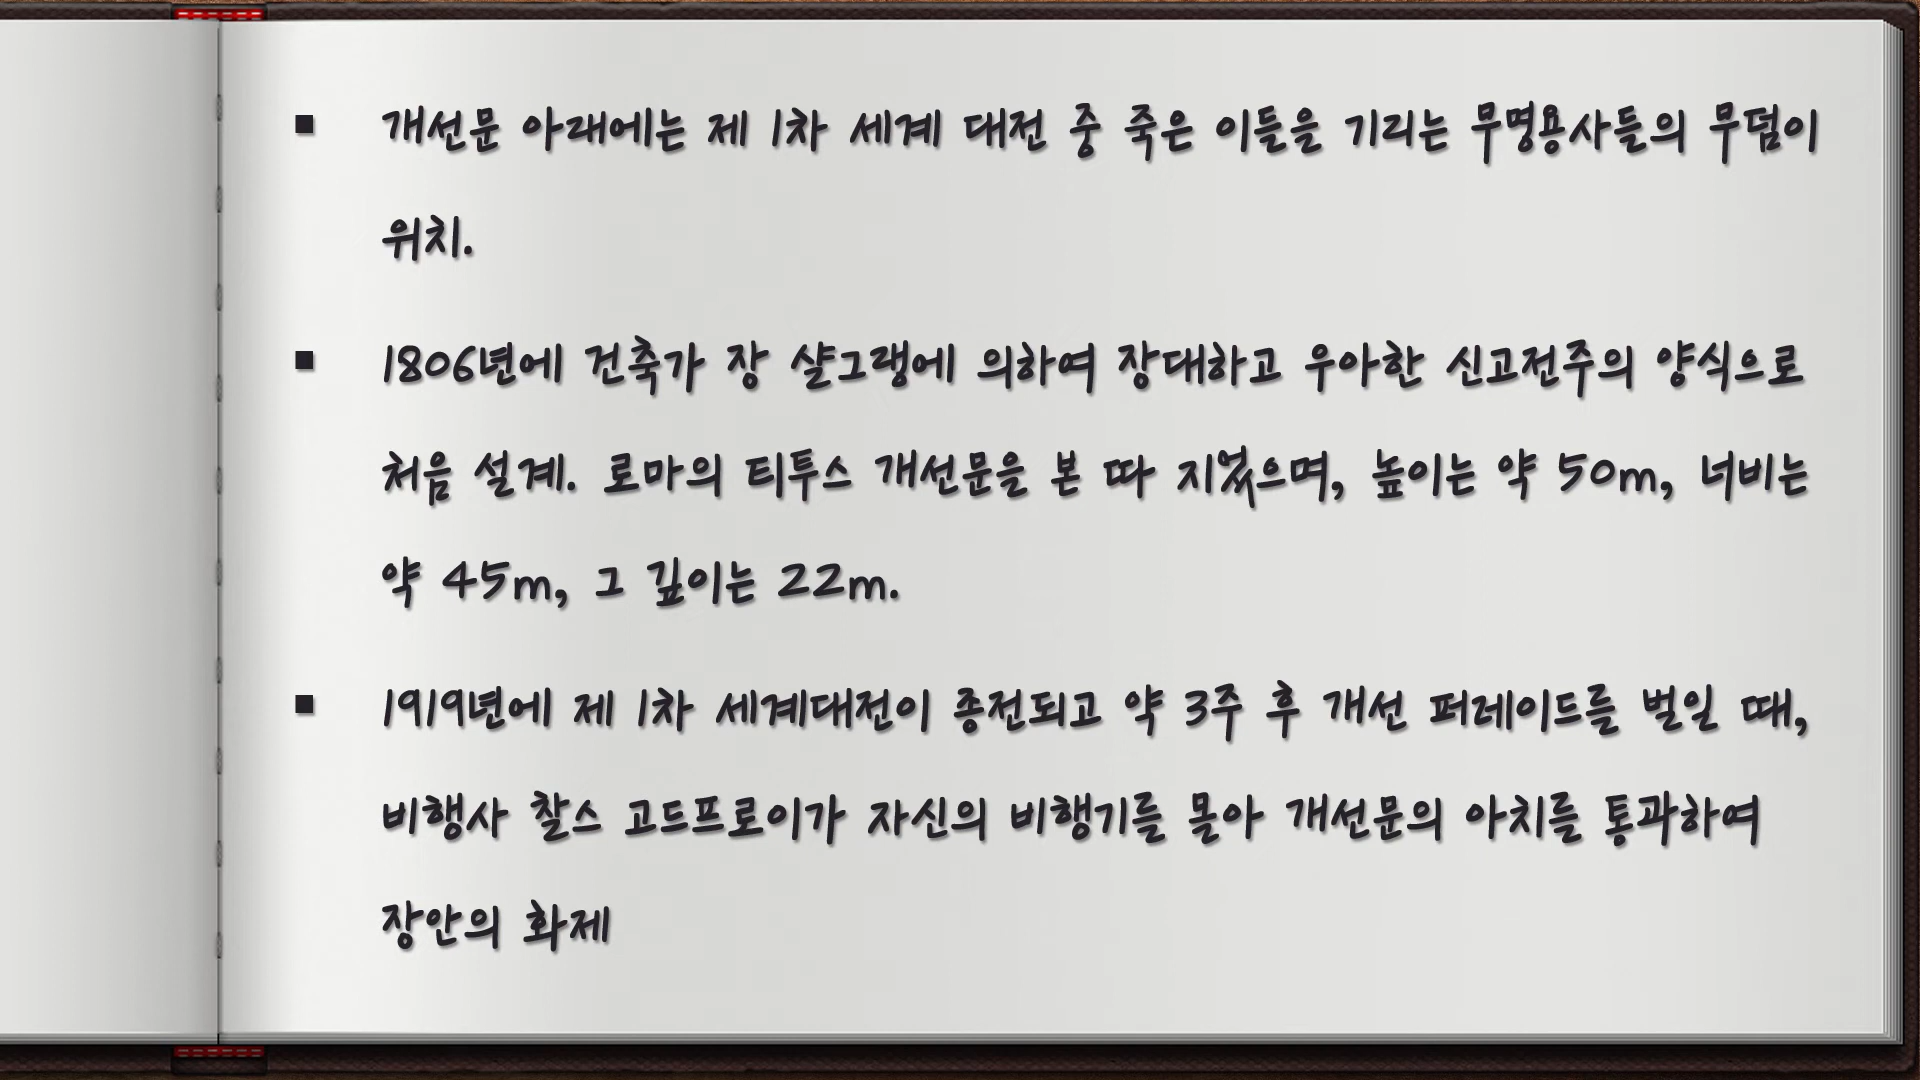 ▪ 개선문 아래에는 제 1차 세계 대전 중 죽은 이들을 기리는 무명용사들의 무덤이
위치.
▪ 1806년에 건축가 장 샬그랭에 의하여 장대하고 우아한 신고전주의 양식으로
처음 설계. 로마의 티투스 개선문을 본 따 지었으며, 높이는 약 50m, 너비는
약 45m, 그 깊이는 22m.
▪ 1919년에 제 1차 세계대전이 종전되고 약 3주 후 개선 퍼레이드를 벌일 때,
비행사 찰스 고드프로이가 자신의 비행기를 몰아 개선문의 아치를 통과하여
장안의 화제